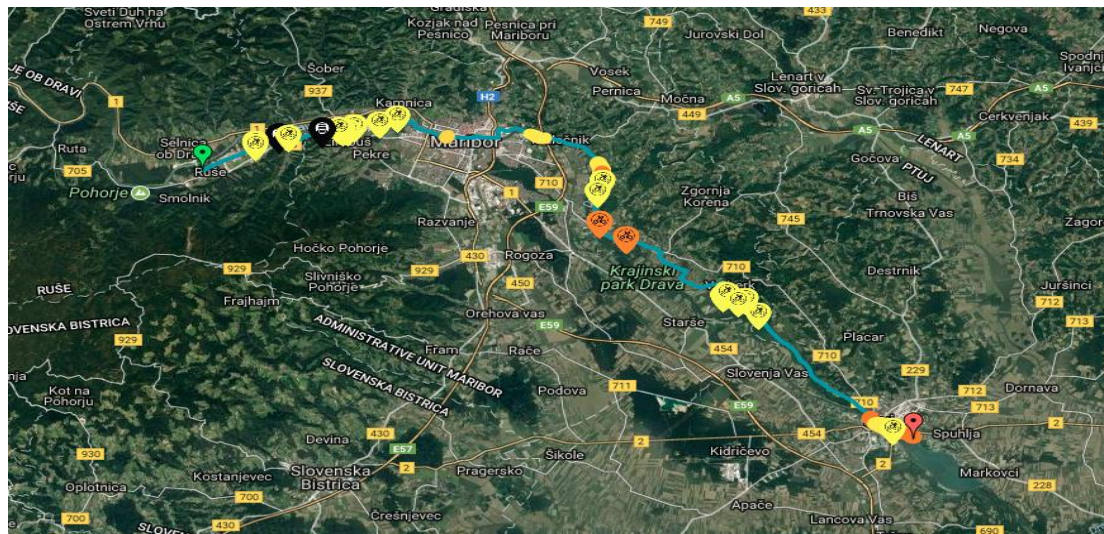 Sveti Duh na
Ostrem Vrhu
Kozjak nad
Pesnico
Pesnica pri
Mariboru
433
749
Jurovski Dol
Benedikt
Negova
Vosek
Pernica
Lenart v
Slov. goricah
Spodnj
Ivanjci
Šober
937
Močna
A5
Sv. Trojica v
Slov. goricah
747
JE OB DRAVI
RUŠE
1
Kamnica
H2
449
A5
Cerkvenjak
439
Selnica
ob Dra
1
Maribor
A5
LENART
Ruta
705
Ruše
Pekre
710
Gočova
PTUJ
734
Pohorje
Smolnik
1
E59
Zgornja
Korena
Biš
Trnovska Vas
Razvanje
745
Zago
Hočko Pohorje
430
Rogoza
929
929
Slivniško
Pohorje
450
Krajinski
park Drava
710
Destrnik
RUŠE
Frajhajm
712
Juršinci
SLOVENSKA BISTRICA
Orehova vas
E59
Starše
713
929
ADMINISTRATIVE UNIT MARIBOR
Placar
Fram
Rače
454
710
Kot na
Pohorju
SLOVENSKA BISTRICA
Podova
711
Slovenja Vas
229
712
Dornava
E59
710
713
Devina
430
2
454
Spuhlja
2
930
E57
Šikole
Kidričevo
Kostanjevec
Slovenska
Bistrica
2
Pragersko
2
Markovci
Oplotnica
700
228
Apače
700
430
Črešnjevec
Lancova Vas
690